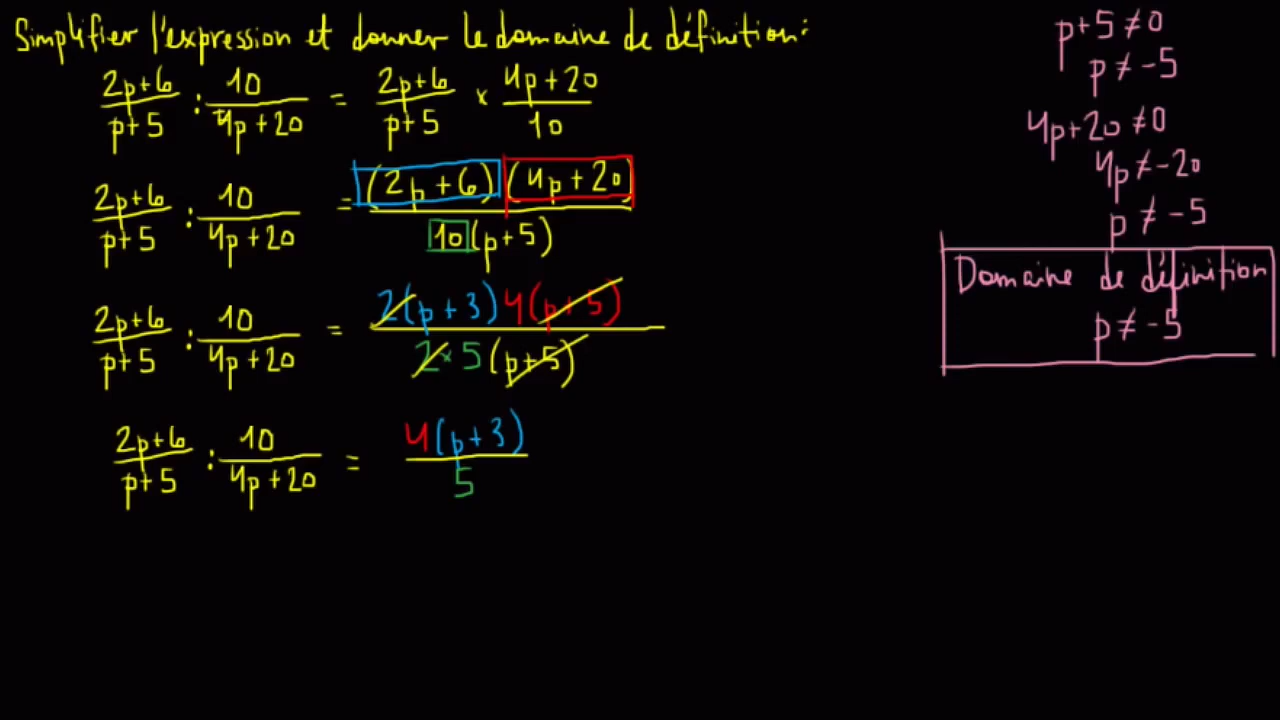 Simplifier l'expression et donner le domaine de définition:
(2p+6)/(p+5) : 10/(4p+20) = (2p+6)/(p+5) × (4p+20)/10
(2p+6)/(p+5) : 10/(4p+20) = (2p+6)(4p+20)/10(p+5)
(2p+6)/(p+5) : 10/(4p+20) = 2(p+3)4(p+5)/2×5(p+5)
(2p+6)/(p+5) : 10/(4p+20) = 4(p+3)/5
p+5≠0
p≠-5
4p+20≠0
4p≠-20
p≠-5
Domaine de définition
p≠-5